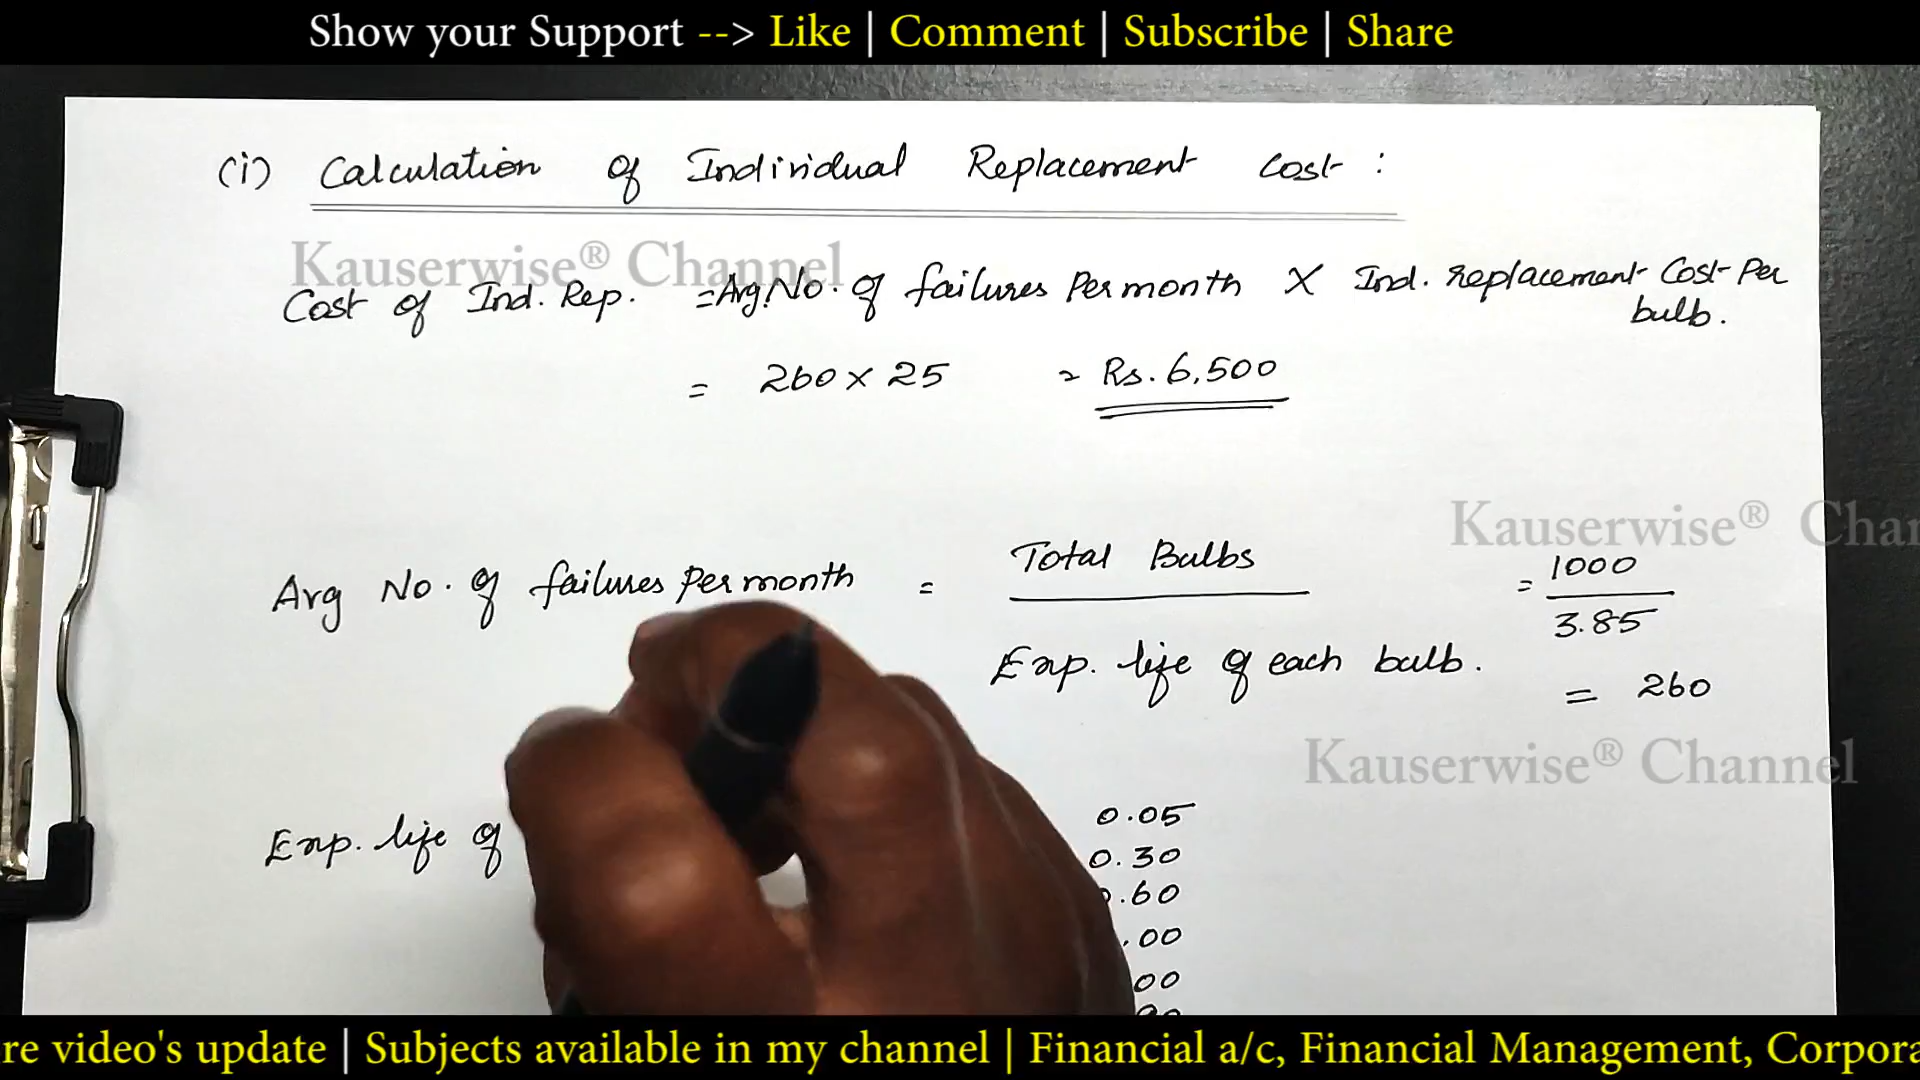 Show your Support --> Like | Comment | Subscribe | Share
(i) Calculation of Individual Replacement Cost :
Kauserwise® Channel
Cost of Ind. Rep. = Avg. No. of failures Per month X Ind. replacement Cost Per
bulb.
= 260 x 25 = Rs. 6,500
Kauserwise® Chan
Avg No. of failures Per month = Total Bulbs = 1000
Exp. life of each bulb. 3.85
= 260
Kauserwise® Channel
0.05
Exp. life of 0.30
.60
.00
00
re video's update | Subjects available in my channel | Financial a/c, Financial Management, Corpora